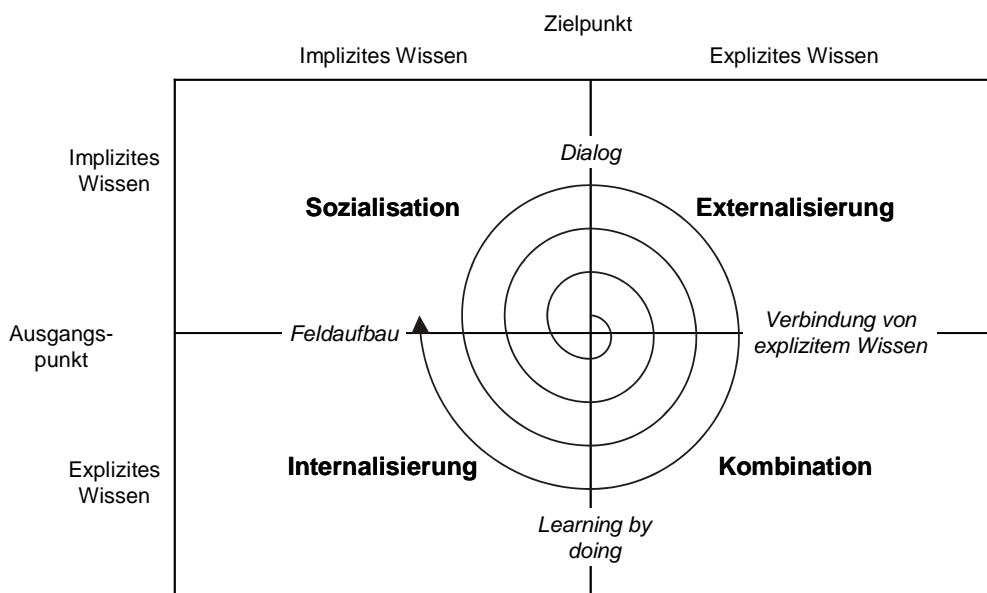 Zielpunkt
Implizites Wissen
Explizites Wissen
Implizites
Wissen
Dialog
Sozialisation
Externalisierung
Ausgangs-
punkt
Feldaufbau
Verbindung von
explizitem Wissen
Explizites
Wissen
Internalisierung
Kombination
Learning by
doing